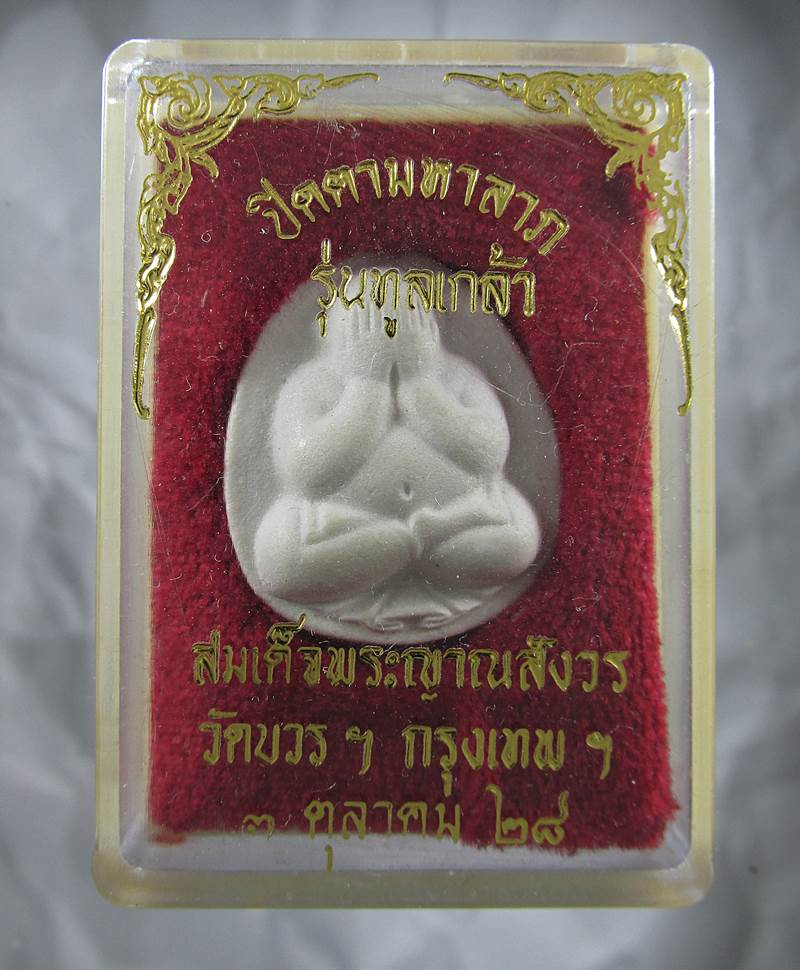 ปิดตามหาลาภ
รุ่นทูลเกล้า
สมเด็จพระญาณสังวร
วัดบวร ฯ กรุงเทพ ฯ
๓ ตุลาคม ๒๘